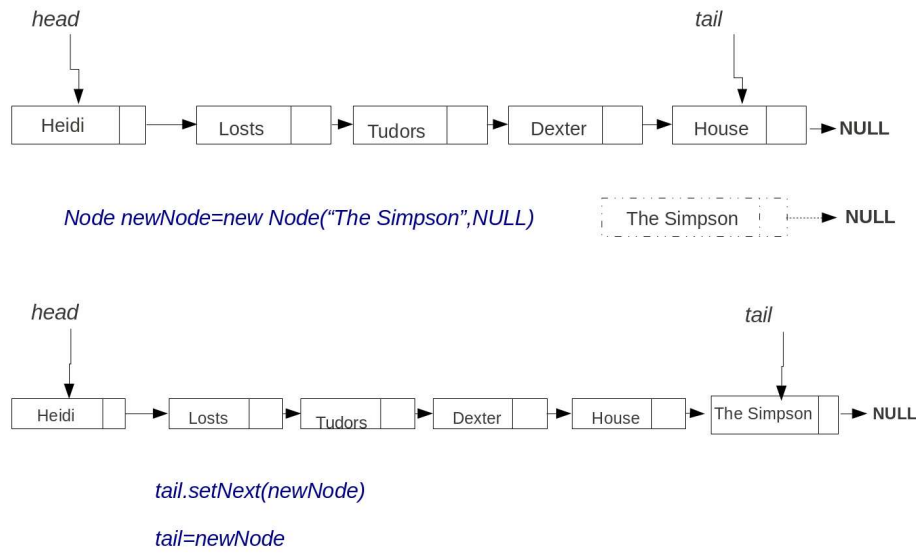 head tail
Heidi Losts Tudors Dexter House NULL
Node newNode=new Node(“The Simpson”,NULL) The Simpson NULL
head tail
Heidi Losts Tudors Dexter House The Simpson NULL
tail.setNext(newNode)
tail=newNode